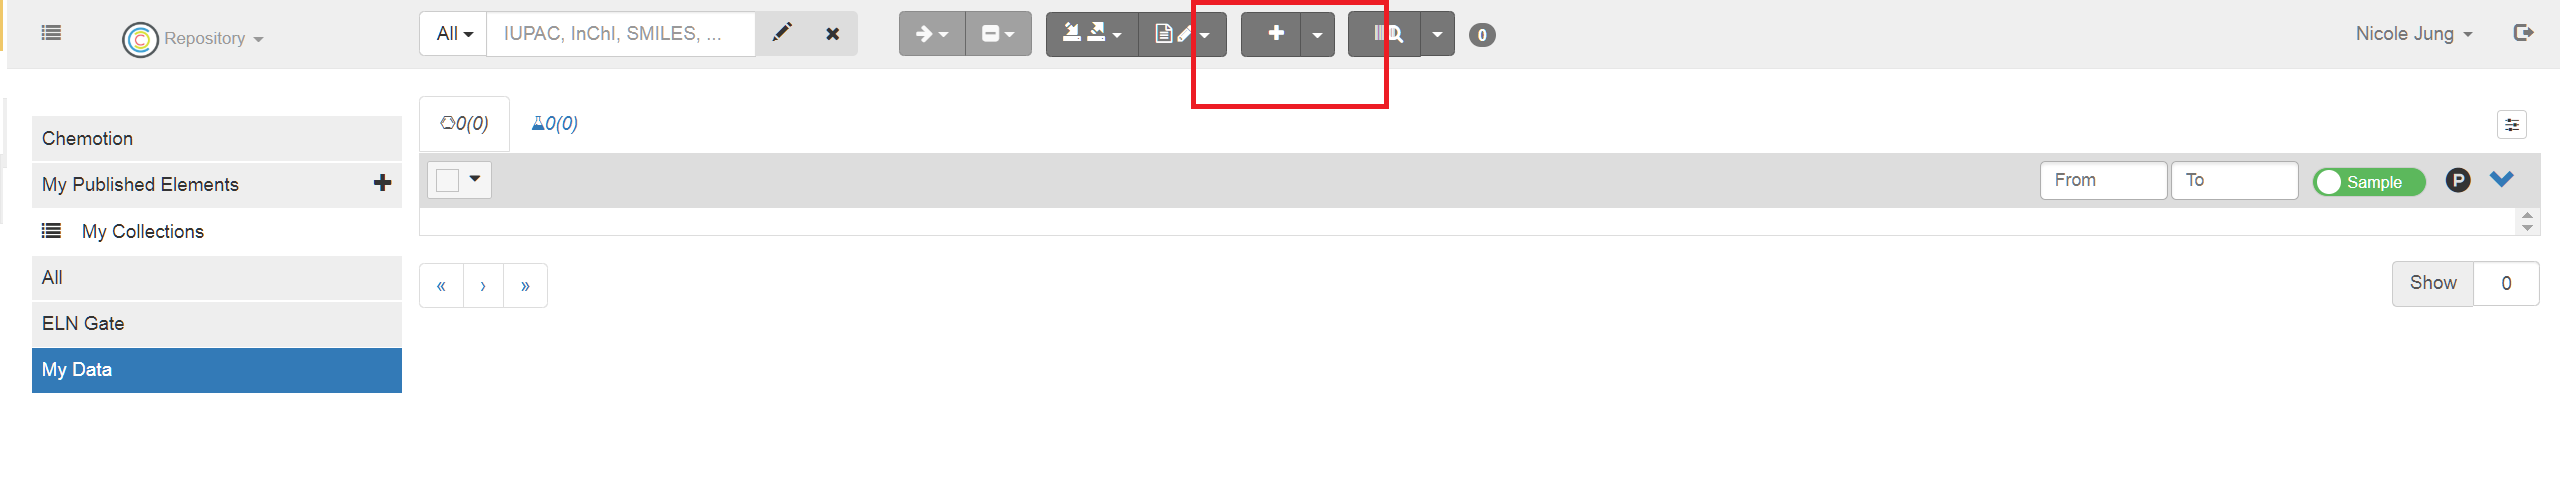 Repository
All
IUPAC, InChI, SMILES, ...
0
Nicole Jung
0(0)
0(0)
Chemotion
My Published Elements
My Collections
All
ELN Gate
My Data
From
To
Sample
P
« › »
Show 0